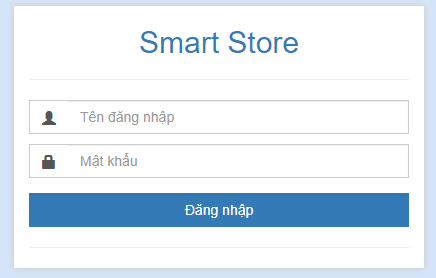 Smart Store
Tên đăng nhập
Mật khẩu
Đăng nhập